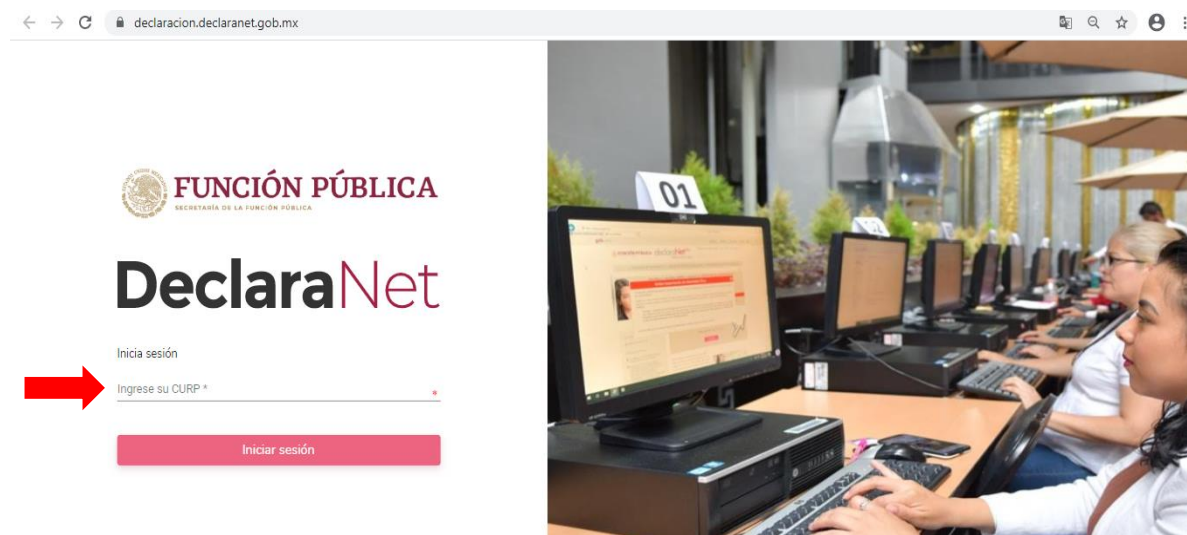 declaracion.declaranet.gob.mx
FUNCIÓN PÚBLICA
SECRETARÍA DE LA FUNCIÓN PÚBLICA
DeclaraNet
Inicia sesión
Ingrese su CURP *
*
Iniciar sesión
01